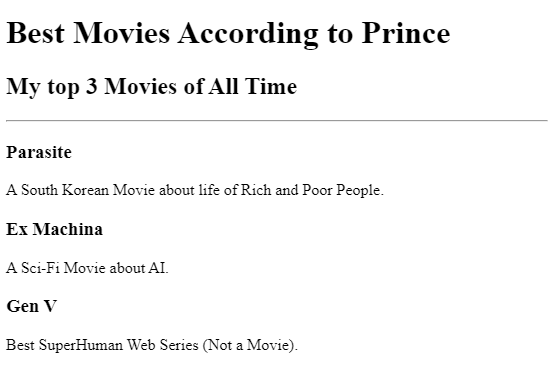 Best Movies According to Prince
My top 3 Movies of All Time
Parasite
A South Korean Movie about life of Rich and Poor People.
Ex Machina
A Sci-Fi Movie about AI.
Gen V
Best SuperHuman Web Series (Not a Movie).